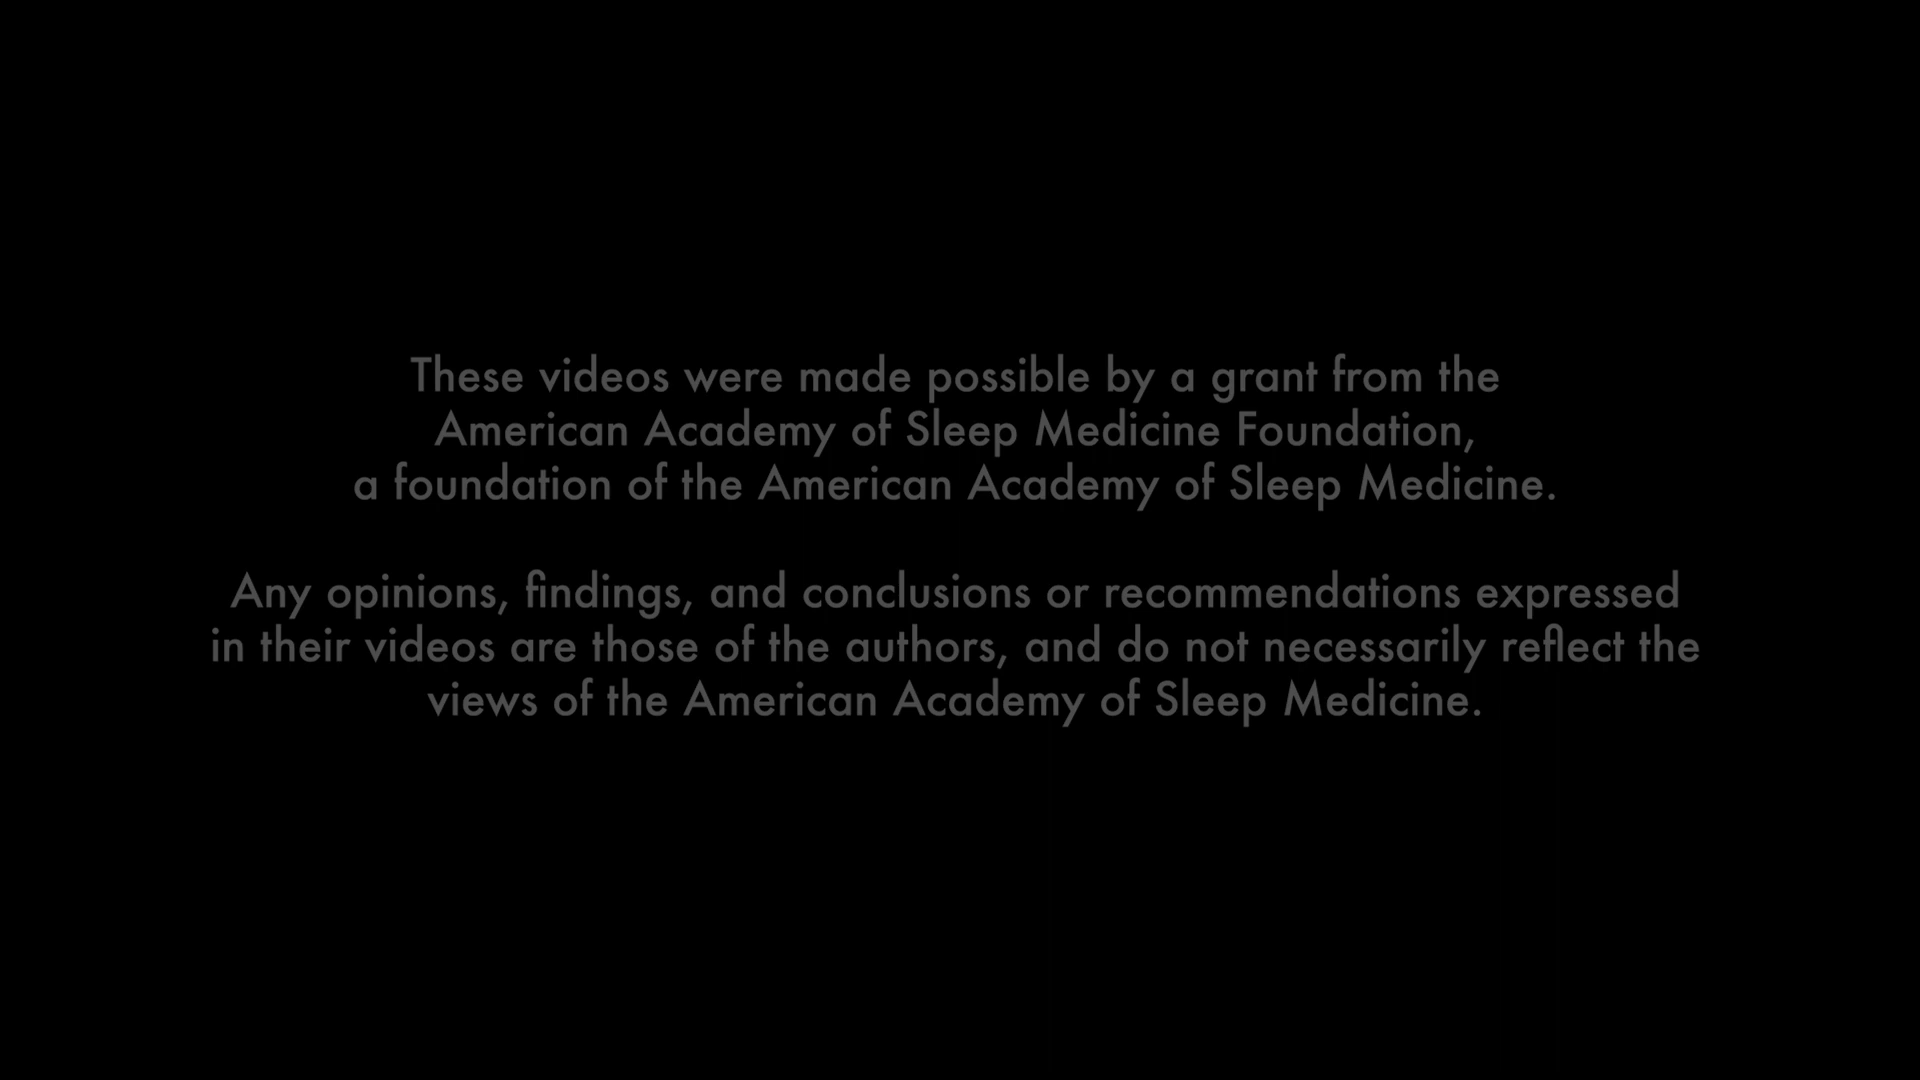 These videos were made possible by a grant from the
American Academy of Sleep Medicine Foundation,
a foundation of the American Academy of Sleep Medicine.
Any opinions, findings, and conclusions or recommendations expressed
in their videos are those of the authors, and do not necessarily reflect the
views of the American Academy of Sleep Medicine.